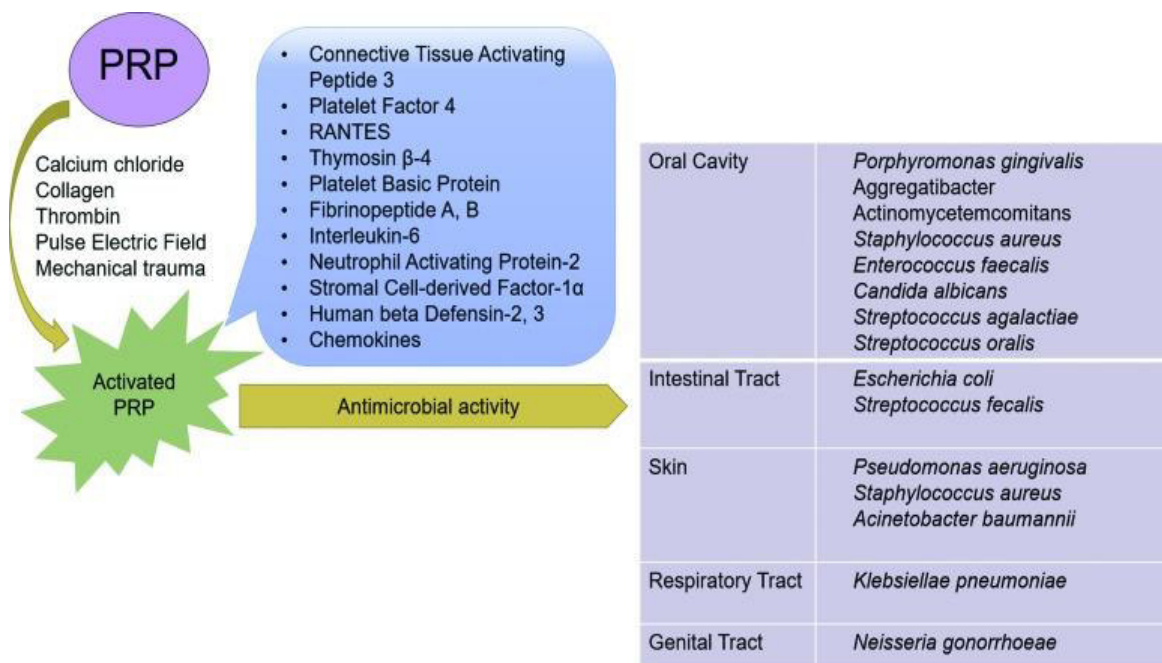 PRP
Calcium chloride
Collagen
Thrombin
Pulse Electric Field
Mechanical trauma
Activated
PRP
• Connective Tissue Activating
Peptide 3
• Platelet Factor 4
• RANTES
• Thymosin β-4
• Platelet Basic Protein
• Fibrinopeptide A, B
• Interleukin-6
• Neutrophil Activating Protein-2
• Stromal Cell-derived Factor-1α
• Human beta Defensin-2, 3
• Chemokines
Antimicrobial activity
Oral Cavity
Porphyromonas gingivalis
Aggregatibacter
Actinomycetemcomitans
Staphylococcus aureus
Enterococcus faecalis
Candida albicans
Streptococcus agalactiae
Streptococcus oralis
Intestinal Tract
Escherichia coli
Streptococcus fecalis
Skin
Pseudomonas aeruginosa
Staphylococcus aureus
Acinetobacter baumannii
Respiratory Tract
Klebsiellae pneumoniae
Genital Tract
Neisseria gonorrhoeae